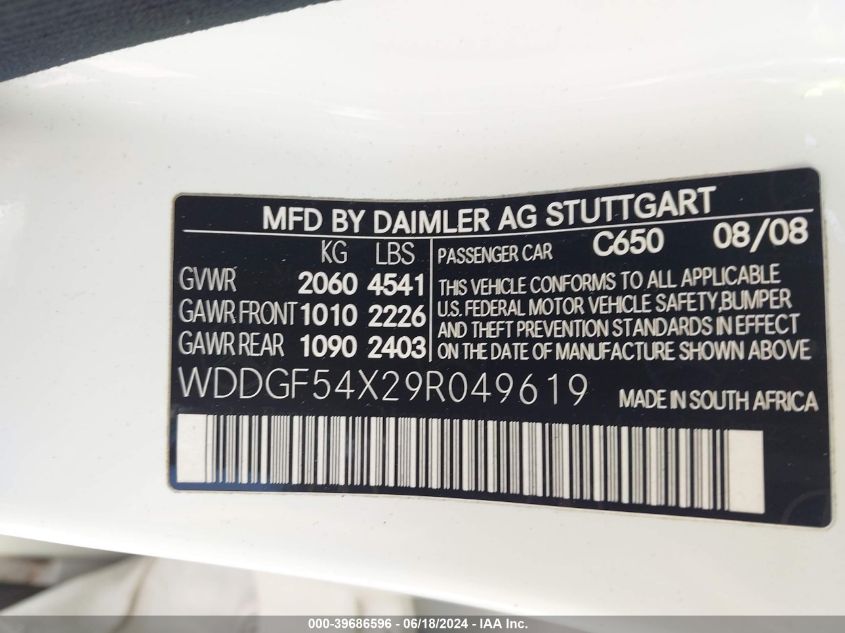 MFD BY DAIMLER AG STUTTGART
KG LBS
GVWR 2060 4541
GAWR FRONT 1010 2226
GAWR REAR 1090 2403
PASSENGER CAR C650 08/08
THIS VEHICLE CONFORMS TO ALL APPLICABLE
U.S. FEDERAL MOTOR VEHICLE SAFETY,BUMPER
AND THEFT PREVENTION STANDARDS IN EFFECT
ON THE DATE OF MANUFACTURE SHOWN ABOVE
WDDGF54X29R049619 MADE IN SOUTH AFRICA
000-39686596 - 06/18/2024 - IAAI, Inc.